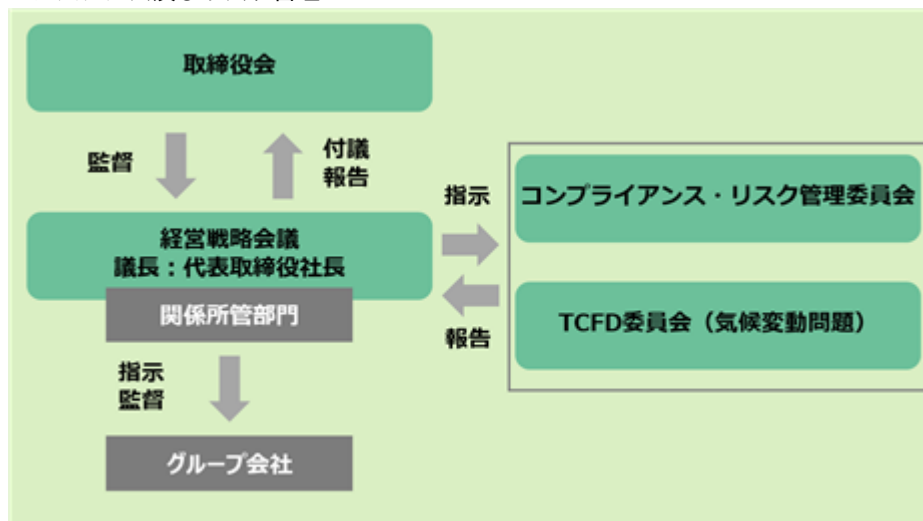 取締役会
監督
付議
報告
指示
コンプライアンス・リスク管理委員会
経営戦略会議
議長：代表取締役社長
関係所管部門
報告
TCFD委員会（気候変動問題）
指示
監督
グループ会社